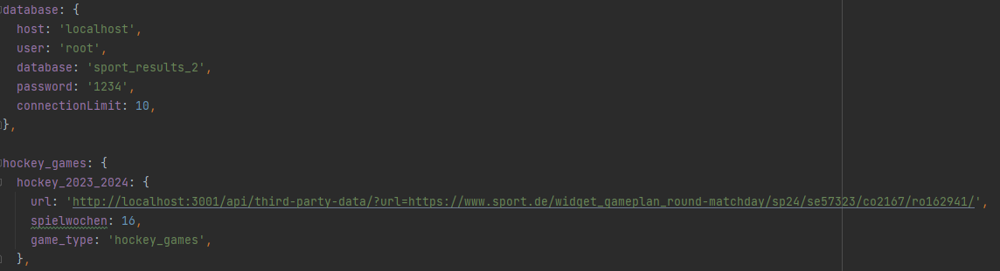 database: {
host: 'localhost',
user: 'root',
database: 'sport_results_2',
password: '1234',
connectionLimit: 10,
},
hockey_games: {
hockey_2023_2024: {
url: 'http://localhost:3001/api/third-party-data/?url=https://www.sport.de/widget_gameplan_round-matchday/sp24/se57323/co2167/ro162941/',
spielwochen: 16,
game_type: 'hockey_games',
},